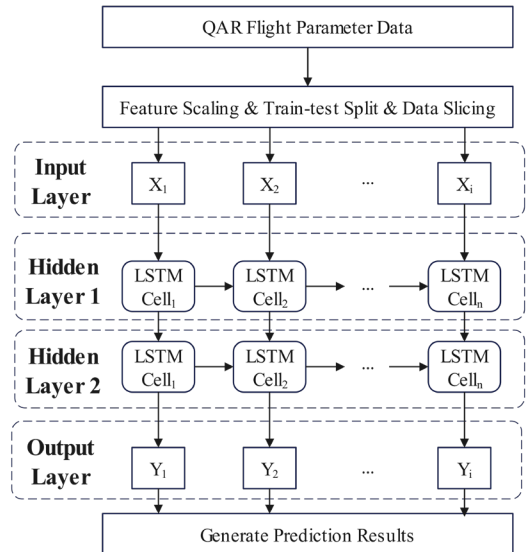 QAR Flight Parameter Data
Feature Scaling & Train-test Split & Data Slicing
Input
Layer
X1
X2
...
Xi
Hidden
Layer 1
LSTM
Cell1
LSTM
Cell2
...
LSTM
Celln
Hidden
Layer 2
LSTM
Cell1
LSTM
Cell2
...
LSTM
Celln
Output
Layer
Y1
Y2
...
Yi
Generate Prediction Results